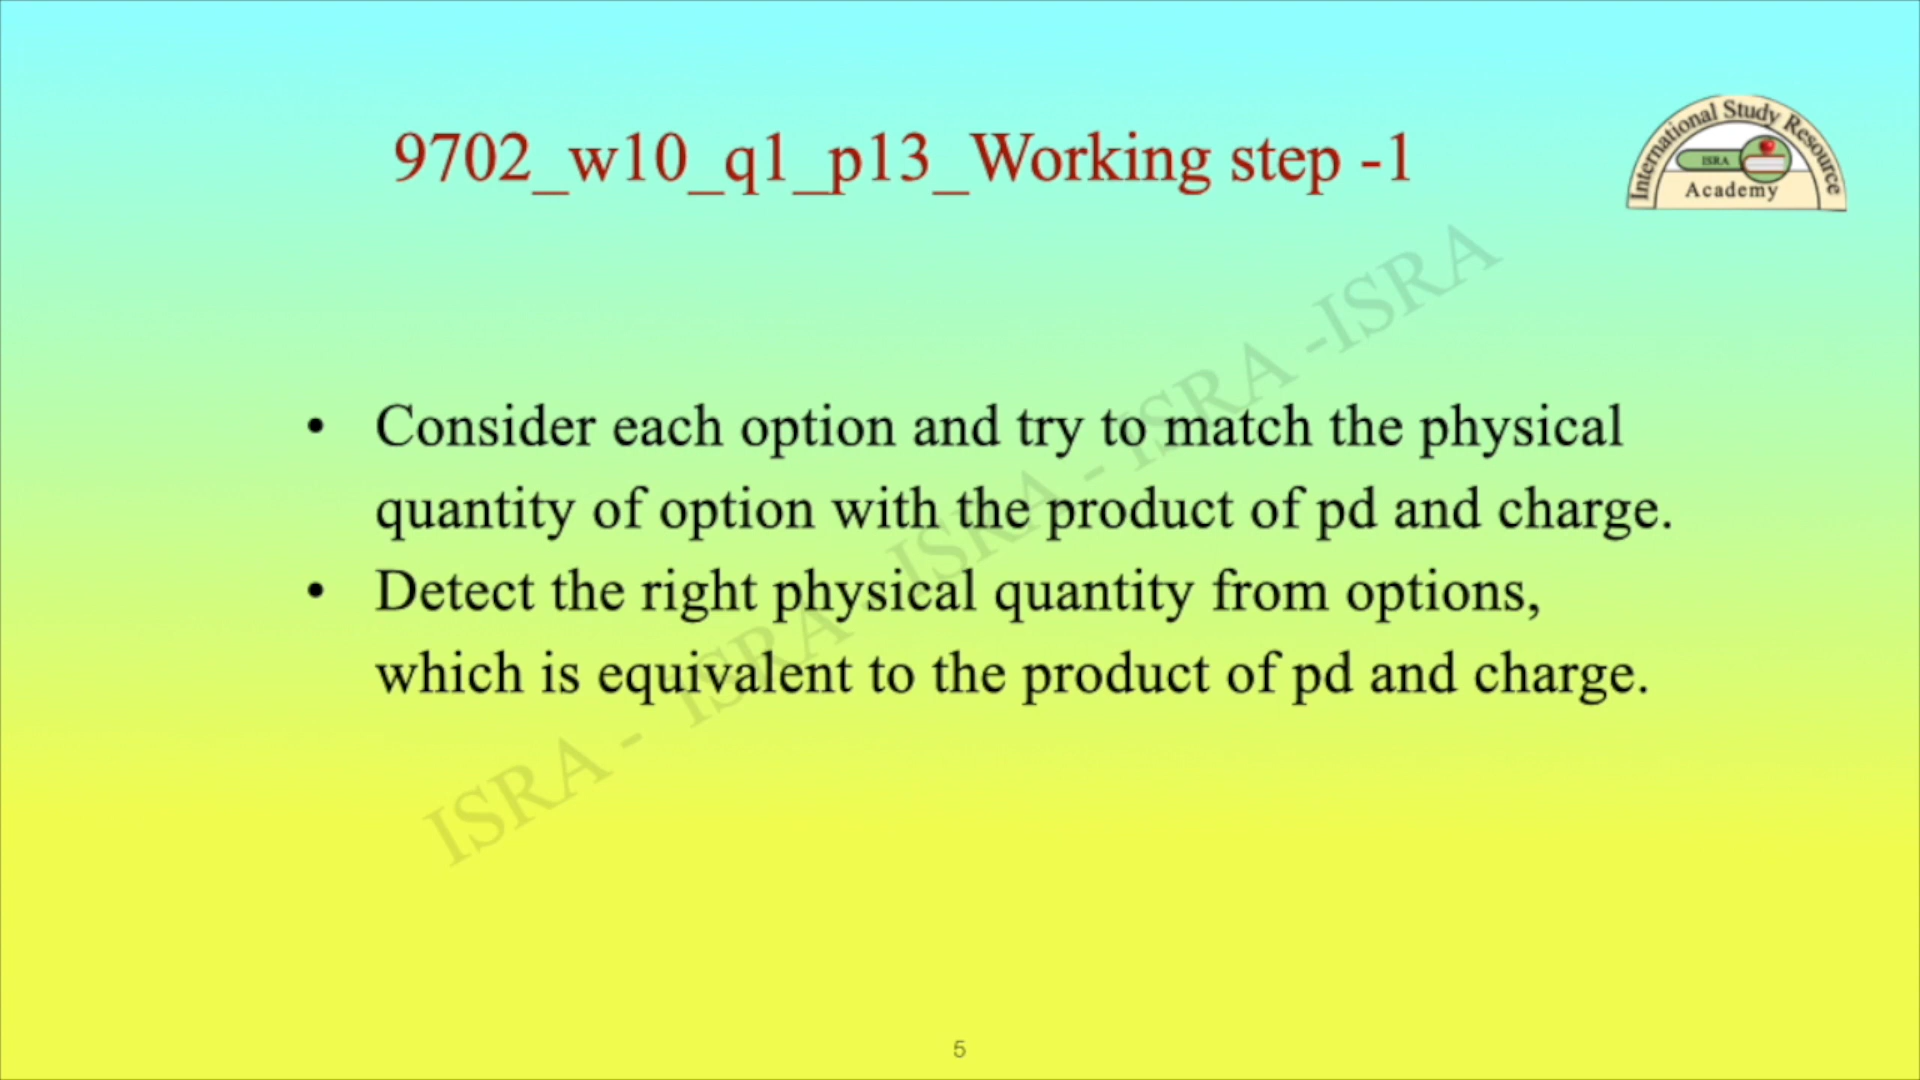 9702_w10_q1_p13_Working step -1
International Study Resource
ISRA
Academy
• Consider each option and try to match the physical
quantity of option with the product of pd and charge.
• Detect the right physical quantity from options,
which is equivalent to the product of pd and charge.
ISRA - ISRA - ISRA - ISRA -ISRA
5